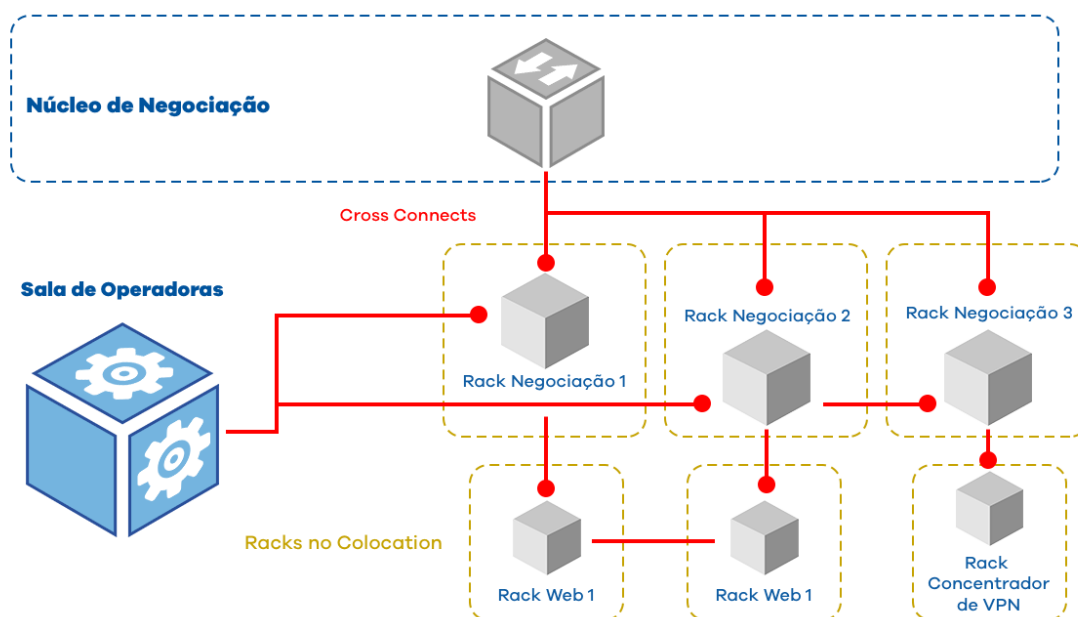 Núcleo de Negociação
Cross Connects
Sala de Operadoras
Rack Negociação 1
Rack Negociação 2
Rack Negociação 3
Racks no Colocation
Rack Web 1
Rack Web 1
Rack
Concentrador
de VPN